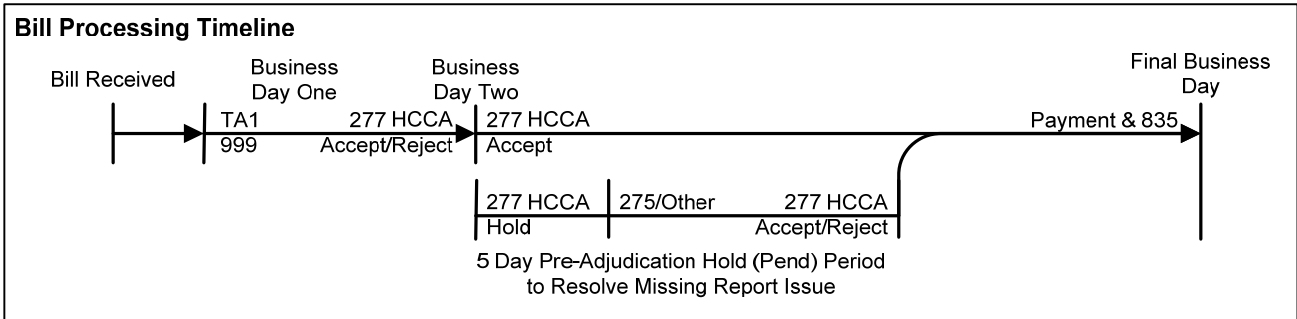 Bill Processing Timeline
Bill Received
Business
Day One
Business
Day Two
Final Business
Day
TA1
999
277 HCCA
Accept/Reject
277 HCCA
Accept
Payment & 835
277 HCCA
Hold
275/Other
277 HCCA
Accept/Reject
5 Day Pre-Adjudication Hold (Pend) Period
to Resolve Missing Report Issue